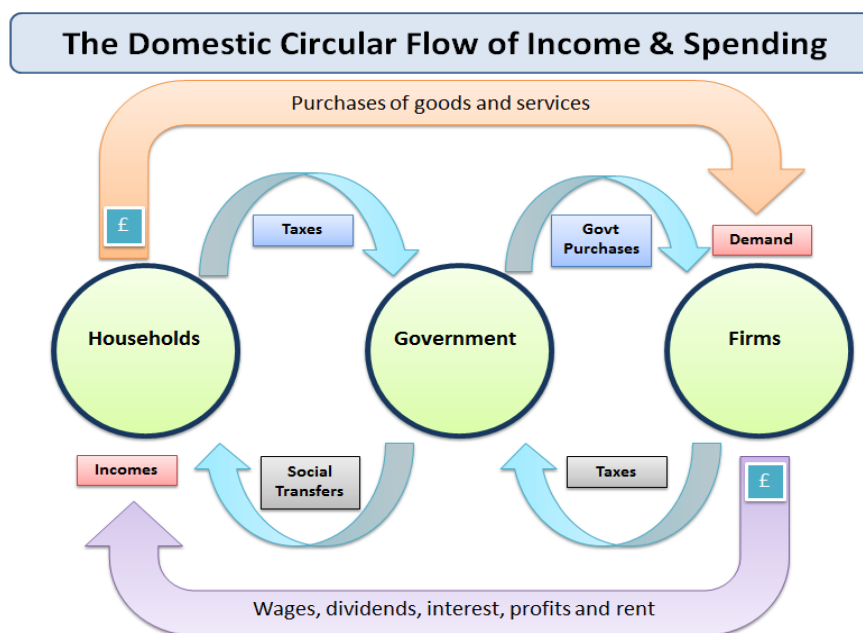 The Domestic Circular Flow of Income & Spending
Purchases of goods and services
£
Taxes
Govt
Purchases
Demand
Households
Government
Firms
Incomes
Social
Transfers
Taxes
£
Wages, dividends, interest, profits and rent